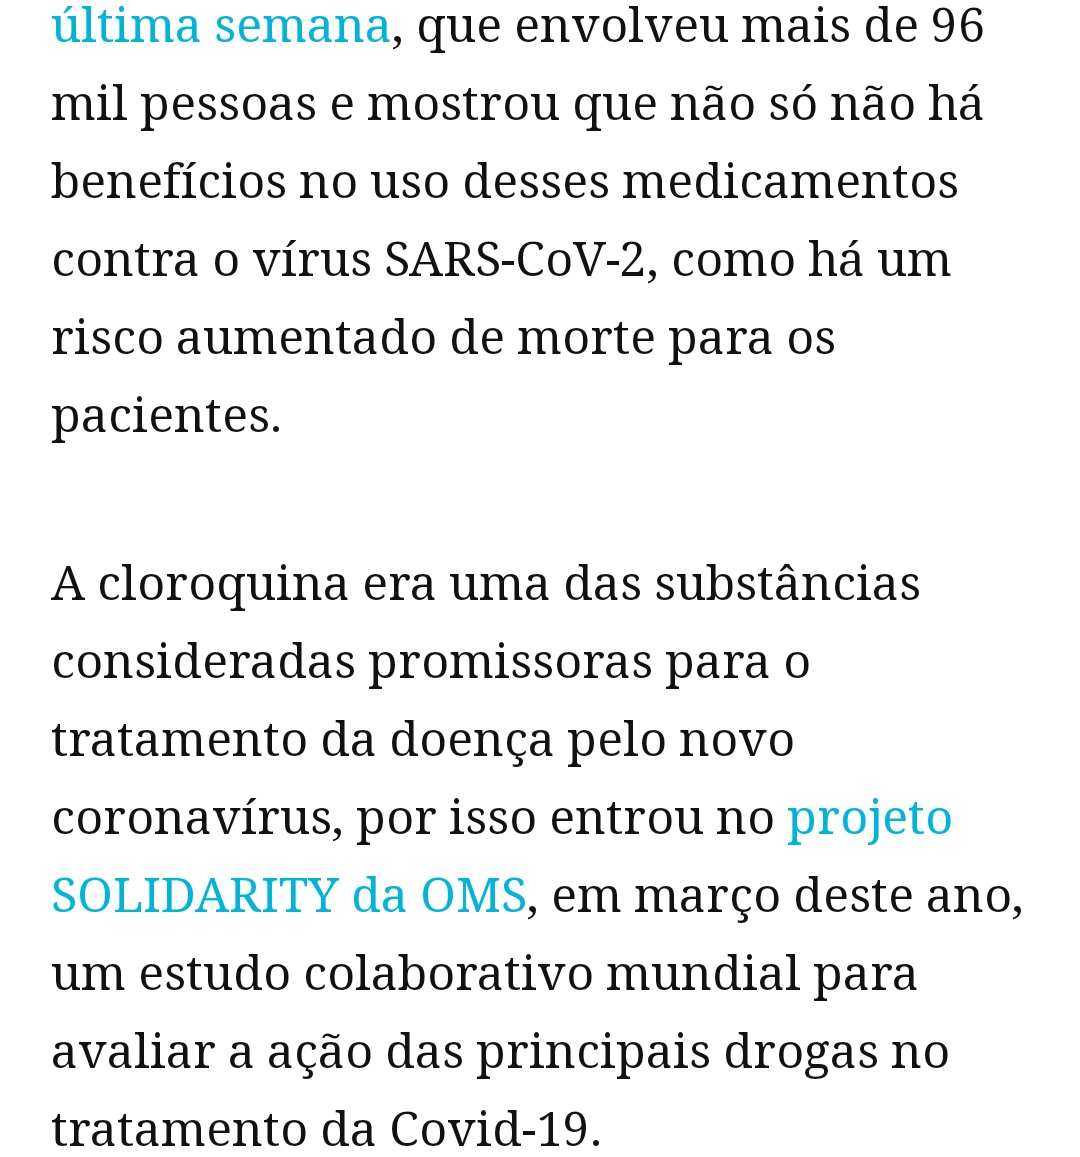 última semana, que envolveu mais de 96
mil pessoas e mostrou que não só não há
benefícios no uso desses medicamentos
contra o vírus SARS-CoV-2, como há um
risco aumentado de morte para os
pacientes.
A cloroquina era uma das substâncias
consideradas promissoras para o
tratamento da doença pelo novo
coronavírus, por isso entrou no projeto
SOLIDARITY da OMS, em março deste ano,
um estudo colaborativo mundial para
avaliar a ação das principais drogas no
tratamento da Covid-19.